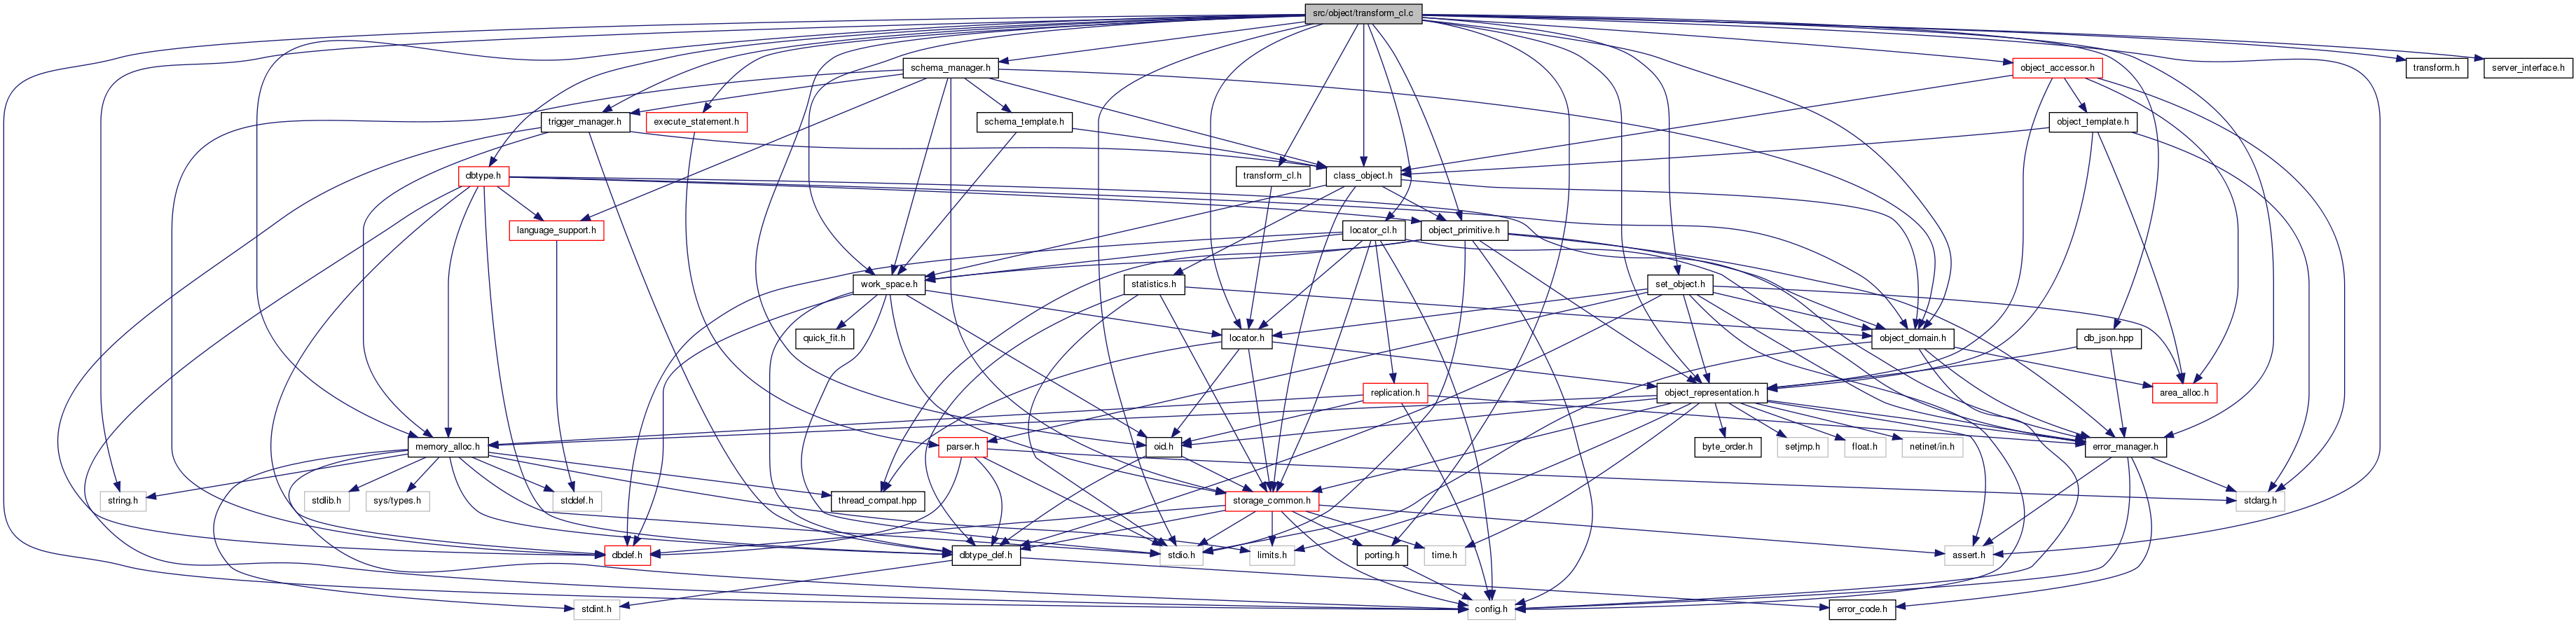 src/object/transform_cl.c
schema_manager.h
object_accessor.h
transform.h
server_interface.h
trigger_manager.h
execute_statement.h
schema_template.h
object_template.h
dbtype.h
transform_cl.h
class_object.h
language_support.h
locator_cl.h
object_primitive.h
work_space.h
statistics.h
set_object.h
quick_fit.h
locator.h
object_domain.h
db_json.hpp
replication.h
object_representation.h
area_alloc.h
memory_alloc.h
parser.h
oid.h
byte_order.h
setjmp.h
float.h
netinet/in.h
error_manager.h
string.h
stdlib.h
sys/types.h
stddef.h
thread_compat.hpp
storage_common.h
stdarg.h
dbdef.h
dbtype_def.h
stdio.h
limits.h
porting.h
time.h
assert.h
stdint.h
config.h
error_code.h